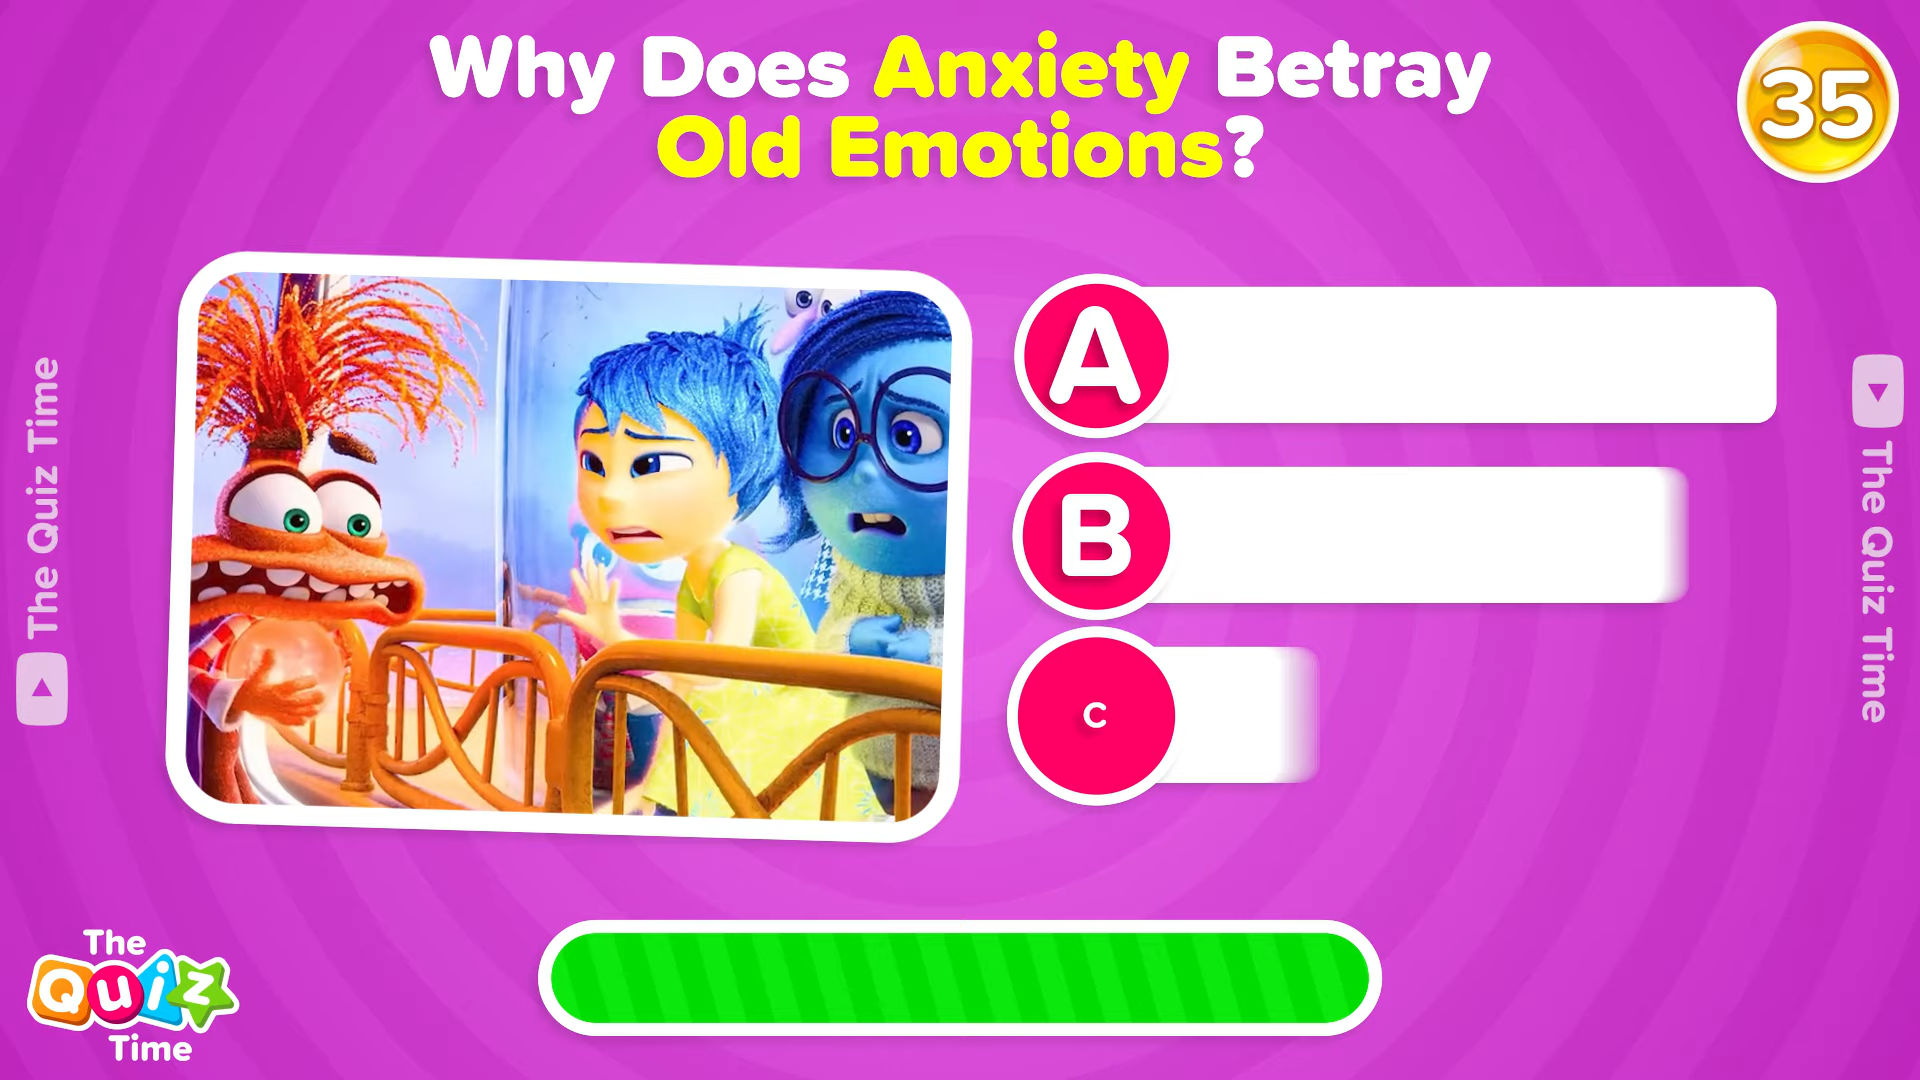 Why Does Anxiety Betray
Old Emotions?
35
A
B
C
The Quiz Time
The Quiz Time
The
Quiz
Time